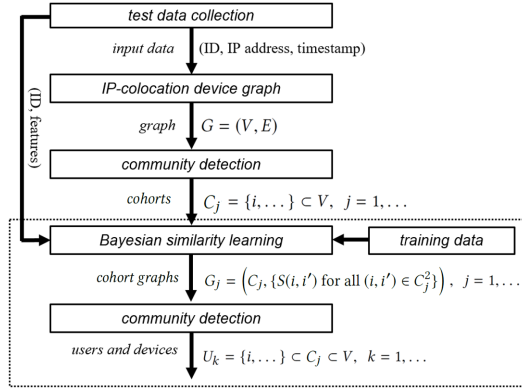 test data collection
input data (ID, IP address, timestamp)
IP-colocation device graph
(ID, features)
graph G = (V, E)
community detection
cohorts C_j = {i, . . . } ⊂ V, j = 1, . . .
Bayesian similarity learning
training data
cohort graphs G_j = (C_j, {S(i, i′) for all (i, i′) ∈ C_j^2}), j = 1, . . .
community detection
users and devices U_k = {i, . . . } ⊂ C_j ⊂ V, k = 1, . . .